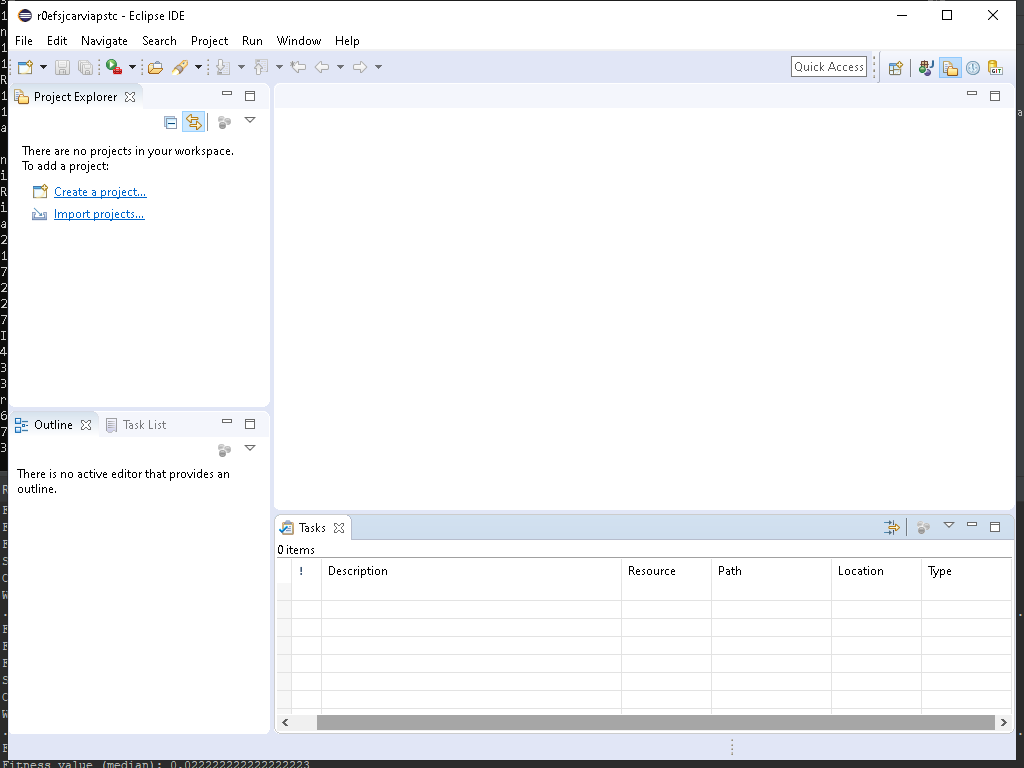 r0efsjcarviapstc - Eclipse IDE
File Edit Navigate Search Project Run Window Help
Quick Access
GIT
Project Explorer
There are no projects in your workspace.
To add a project:
Create a project...
Import projects...
Outline Task List
There is no active editor that provides an
outline.
Tasks
0 items
! Description Resource Path Location Type
Fitness value (median): 0.022222222222222223